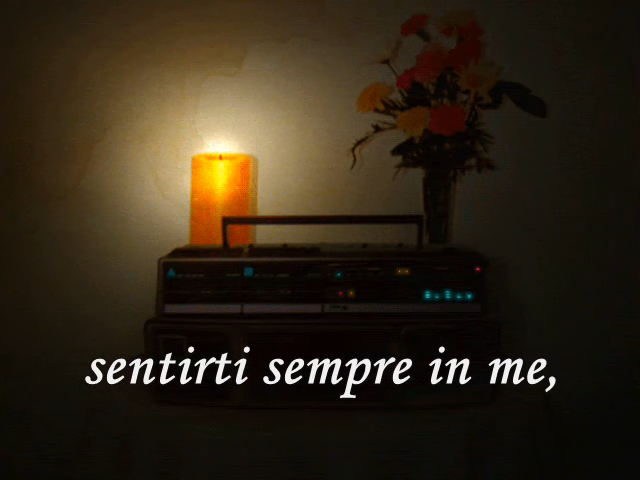 sentirti sempre in me,